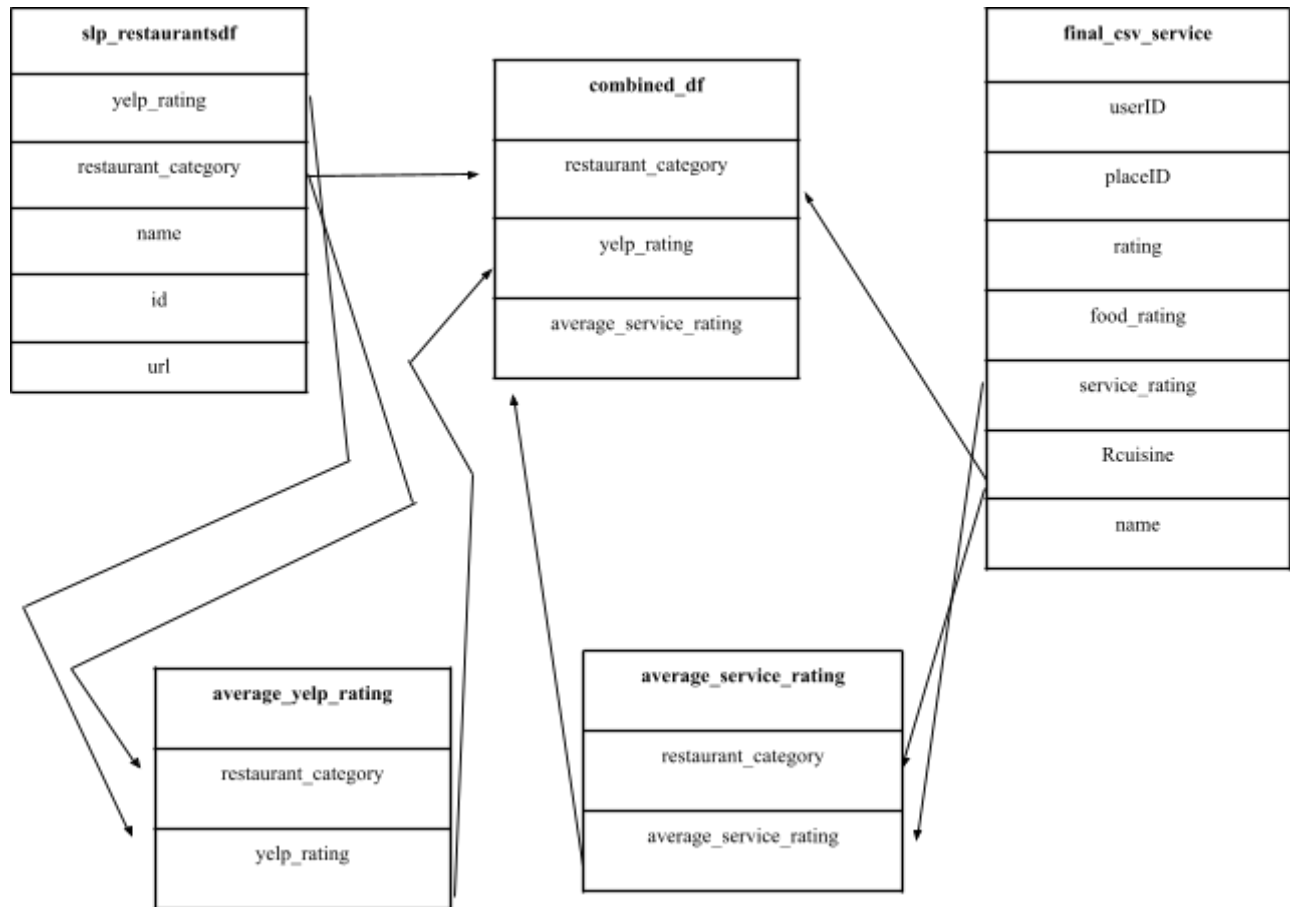 slp_restaurantsdf
yelp_rating
restaurant_category
name
id
url
combined_df
restaurant_category
yelp_rating
average_service_rating
final_csv_service
userID
placeID
rating
food_rating
service_rating
Rcuisine
name
average_yelp_rating
restaurant_category
yelp_rating
average_service_rating
restaurant_category
average_service_rating